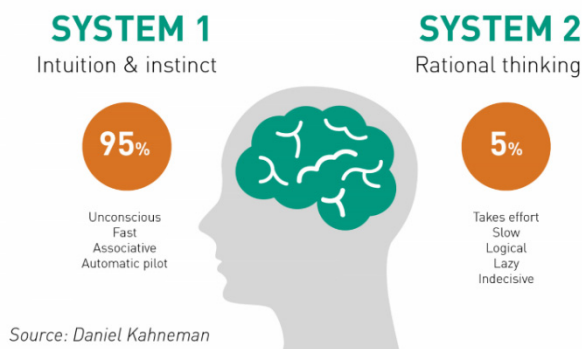 SYSTEM 1
Intuition & instinct
95%
Unconscious
Fast
Associative
Automatic pilot
SYSTEM 2
Rational thinking
5%
Takes effort
Slow
Logical
Lazy
Indecisive
Source: Daniel Kahneman